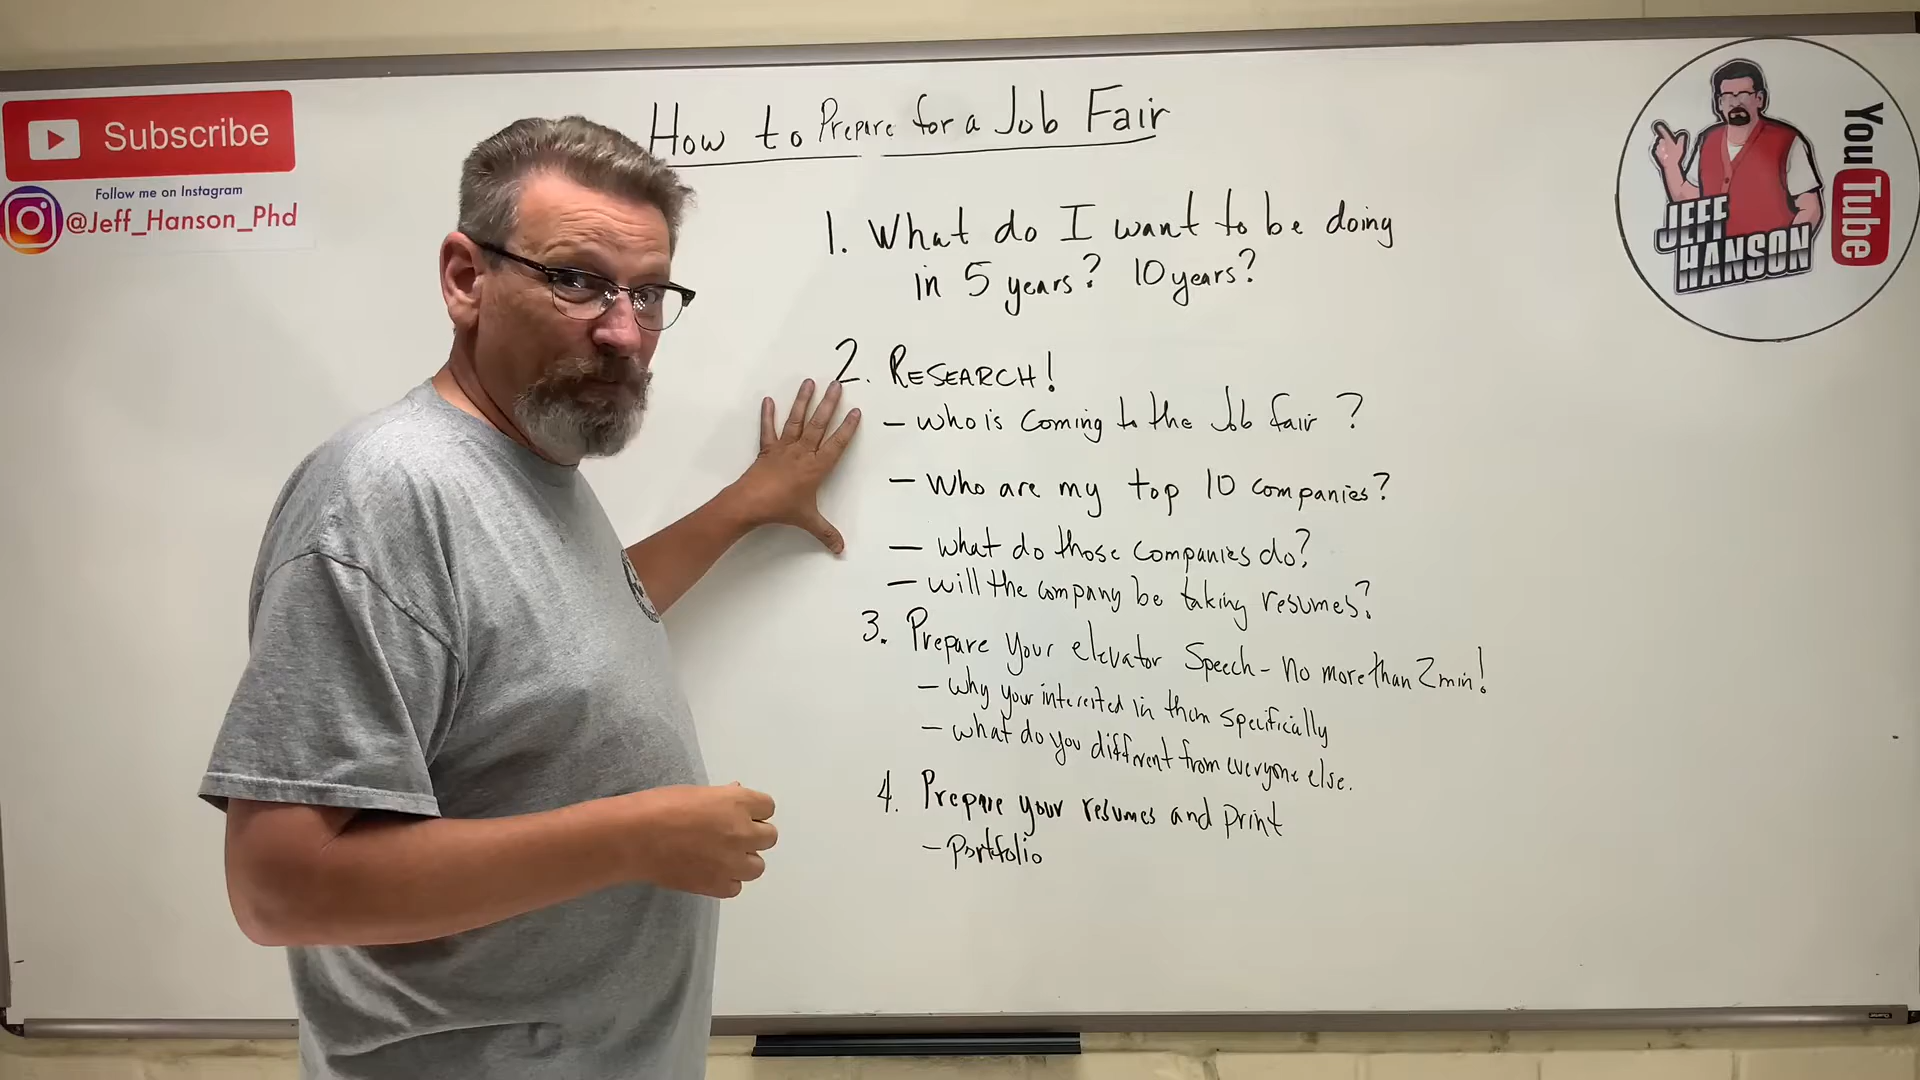 Subscribe
Follow me on Instagram
@Jeff_Hanson_Phd
How to Prepare for a Job Fair
1. What do I want to be doing
in 5 years? 10 years?
2. RESEARCH!
- who is coming to the Job fair ?
- Who are my top 10 companies?
- what do those companies do?
- will the company be taking resumes?
3. Prepare your elevator Speech - No more than 2 min!
- why your interested in them specifically
- what do you different from everyone else.
4. Prepare your resumes and print
- Portfolio
JEFF
HANSON
YouTube